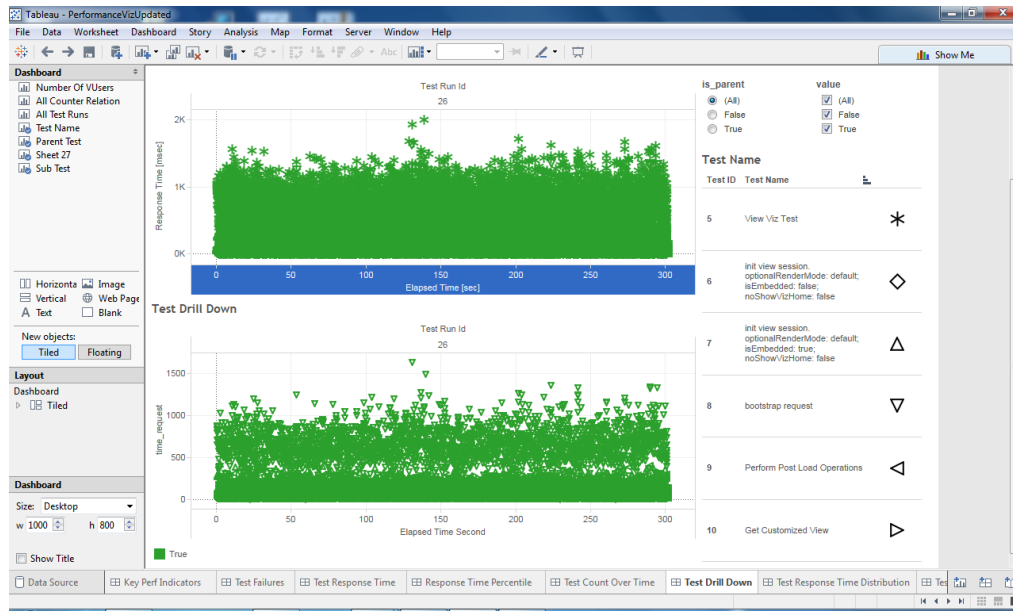 Tableau - PerformanceVizUpdated
File Data Worksheet Dashboard Story Analysis Map Format Server Window Help
Abc
Show Me
Dashboard
Number Of VUsers
All Counter Relation
All Test Runs
Test Name
Parent Test
Sheet 27
Sub Test
Horizonta Image
Vertical Web Page
A Text Blank
New objects:
Tiled Floating
Layout
Dashboard
Tiled
Dashboard
Size: Desktop
w 1000 h 800
Show Title
Test Run Id
26
Response Time [msec]
2K
1K
0K
0 50 100 150 200 250 300
Elapsed Time [sec]
Test Drill Down
Test Run Id
26
time_request
1500
1000
500
0
0 50 100 150 200 250 300
Elapsed Time Second
True
is_parent value
(All) (All)
False False
True True
Test Name
Test ID Test Name
5 View Viz Test
6 init view session.
optionalRenderMode: default;
isEmbedded: false;
noShowVizHome: false
7 init view session.
optionalRenderMode: default;
isEmbedded: true;
noShowVizHome: false
8 bootstrap request
9 Perform Post Load Operations
10 Get Customized View
Data Source Key Perf Indicators Test Failures Test Response Time Response Time Percentile Test Count Over Time Test Drill Down Test Response Time Distribution Tes